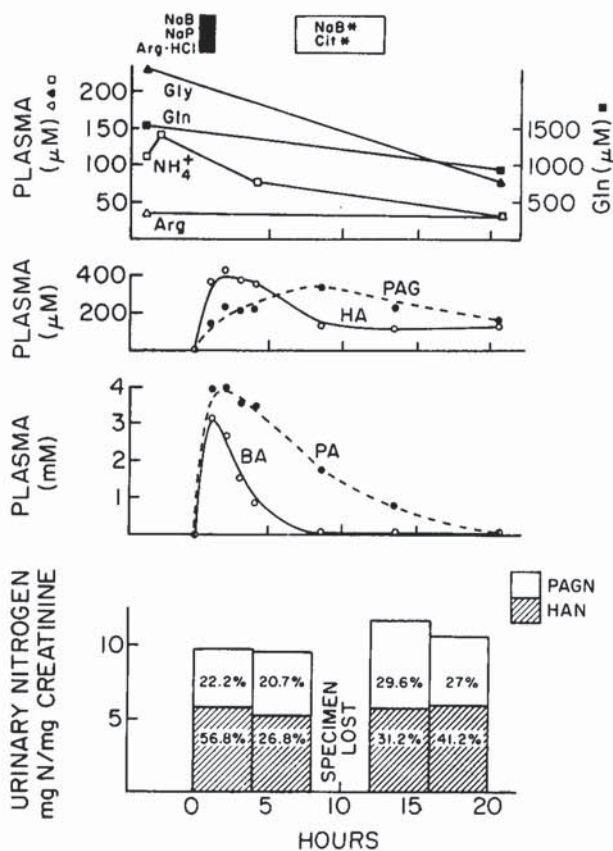 NaB
NaP
Arg·HCl
NaB*
Cit*
PLASMA
(μM) △▲□
200
150
100
50
Gly
Gln
NH4+
Arg
1500
1000
500
Gln (μM) ■
PLASMA
(μM)
400
200
PAG
HA
PLASMA
(mM)
4
3
2
1
BA
PA
URINARY NITROGEN
mg N/mg CREATININE
10
5
22.2%
20.7%
29.6%
27%
56.8%
26.8%
31.2%
41.2%
SPECIMEN
LOST
PAGN
HAN
0 5 10 15 20
HOURS